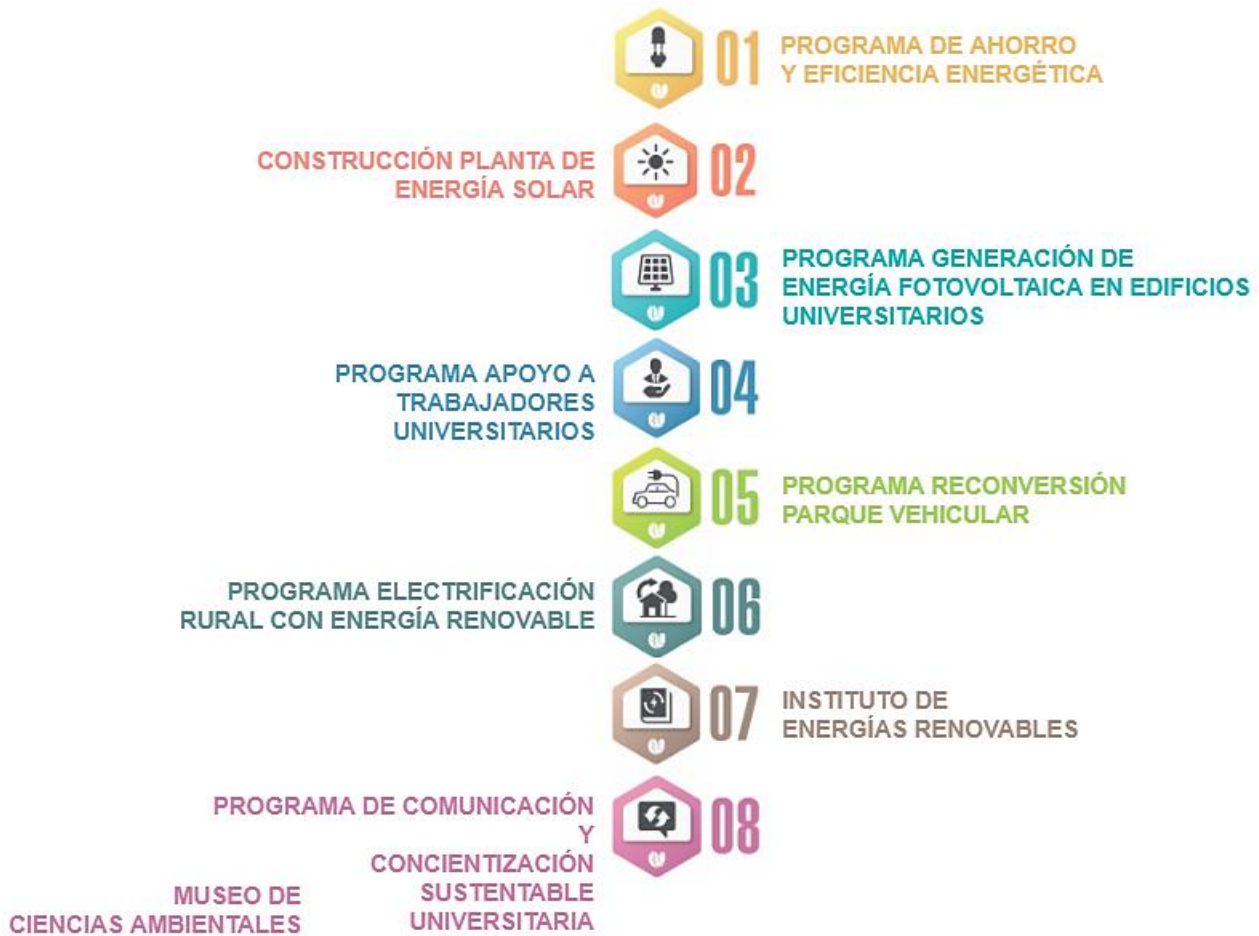 01
PROGRAMA DE AHORRO
Y EFICIENCIA ENERGÉTICA
CONSTRUCCIÓN PLANTA DE
ENERGÍA SOLAR
02
03
PROGRAMA GENERACIÓN DE
ENERGÍA FOTOVOLTAICA EN EDIFICIOS
UNIVERSITARIOS
PROGRAMA APOYO A
TRABAJADORES
UNIVERSITARIOS
04
05
PROGRAMA RECONVERSIÓN
PARQUE VEHICULAR
PROGRAMA ELECTRIFICACIÓN
RURAL CON ENERGÍA RENOVABLE
06
07
INSTITUTO DE
ENERGÍAS RENOVABLES
PROGRAMA DE COMUNICACIÓN
Y
CONCIENTIZACIÓN
SUSTENTABLE
UNIVERSITARIA
08
MUSEO DE
CIENCIAS AMBIENTALES